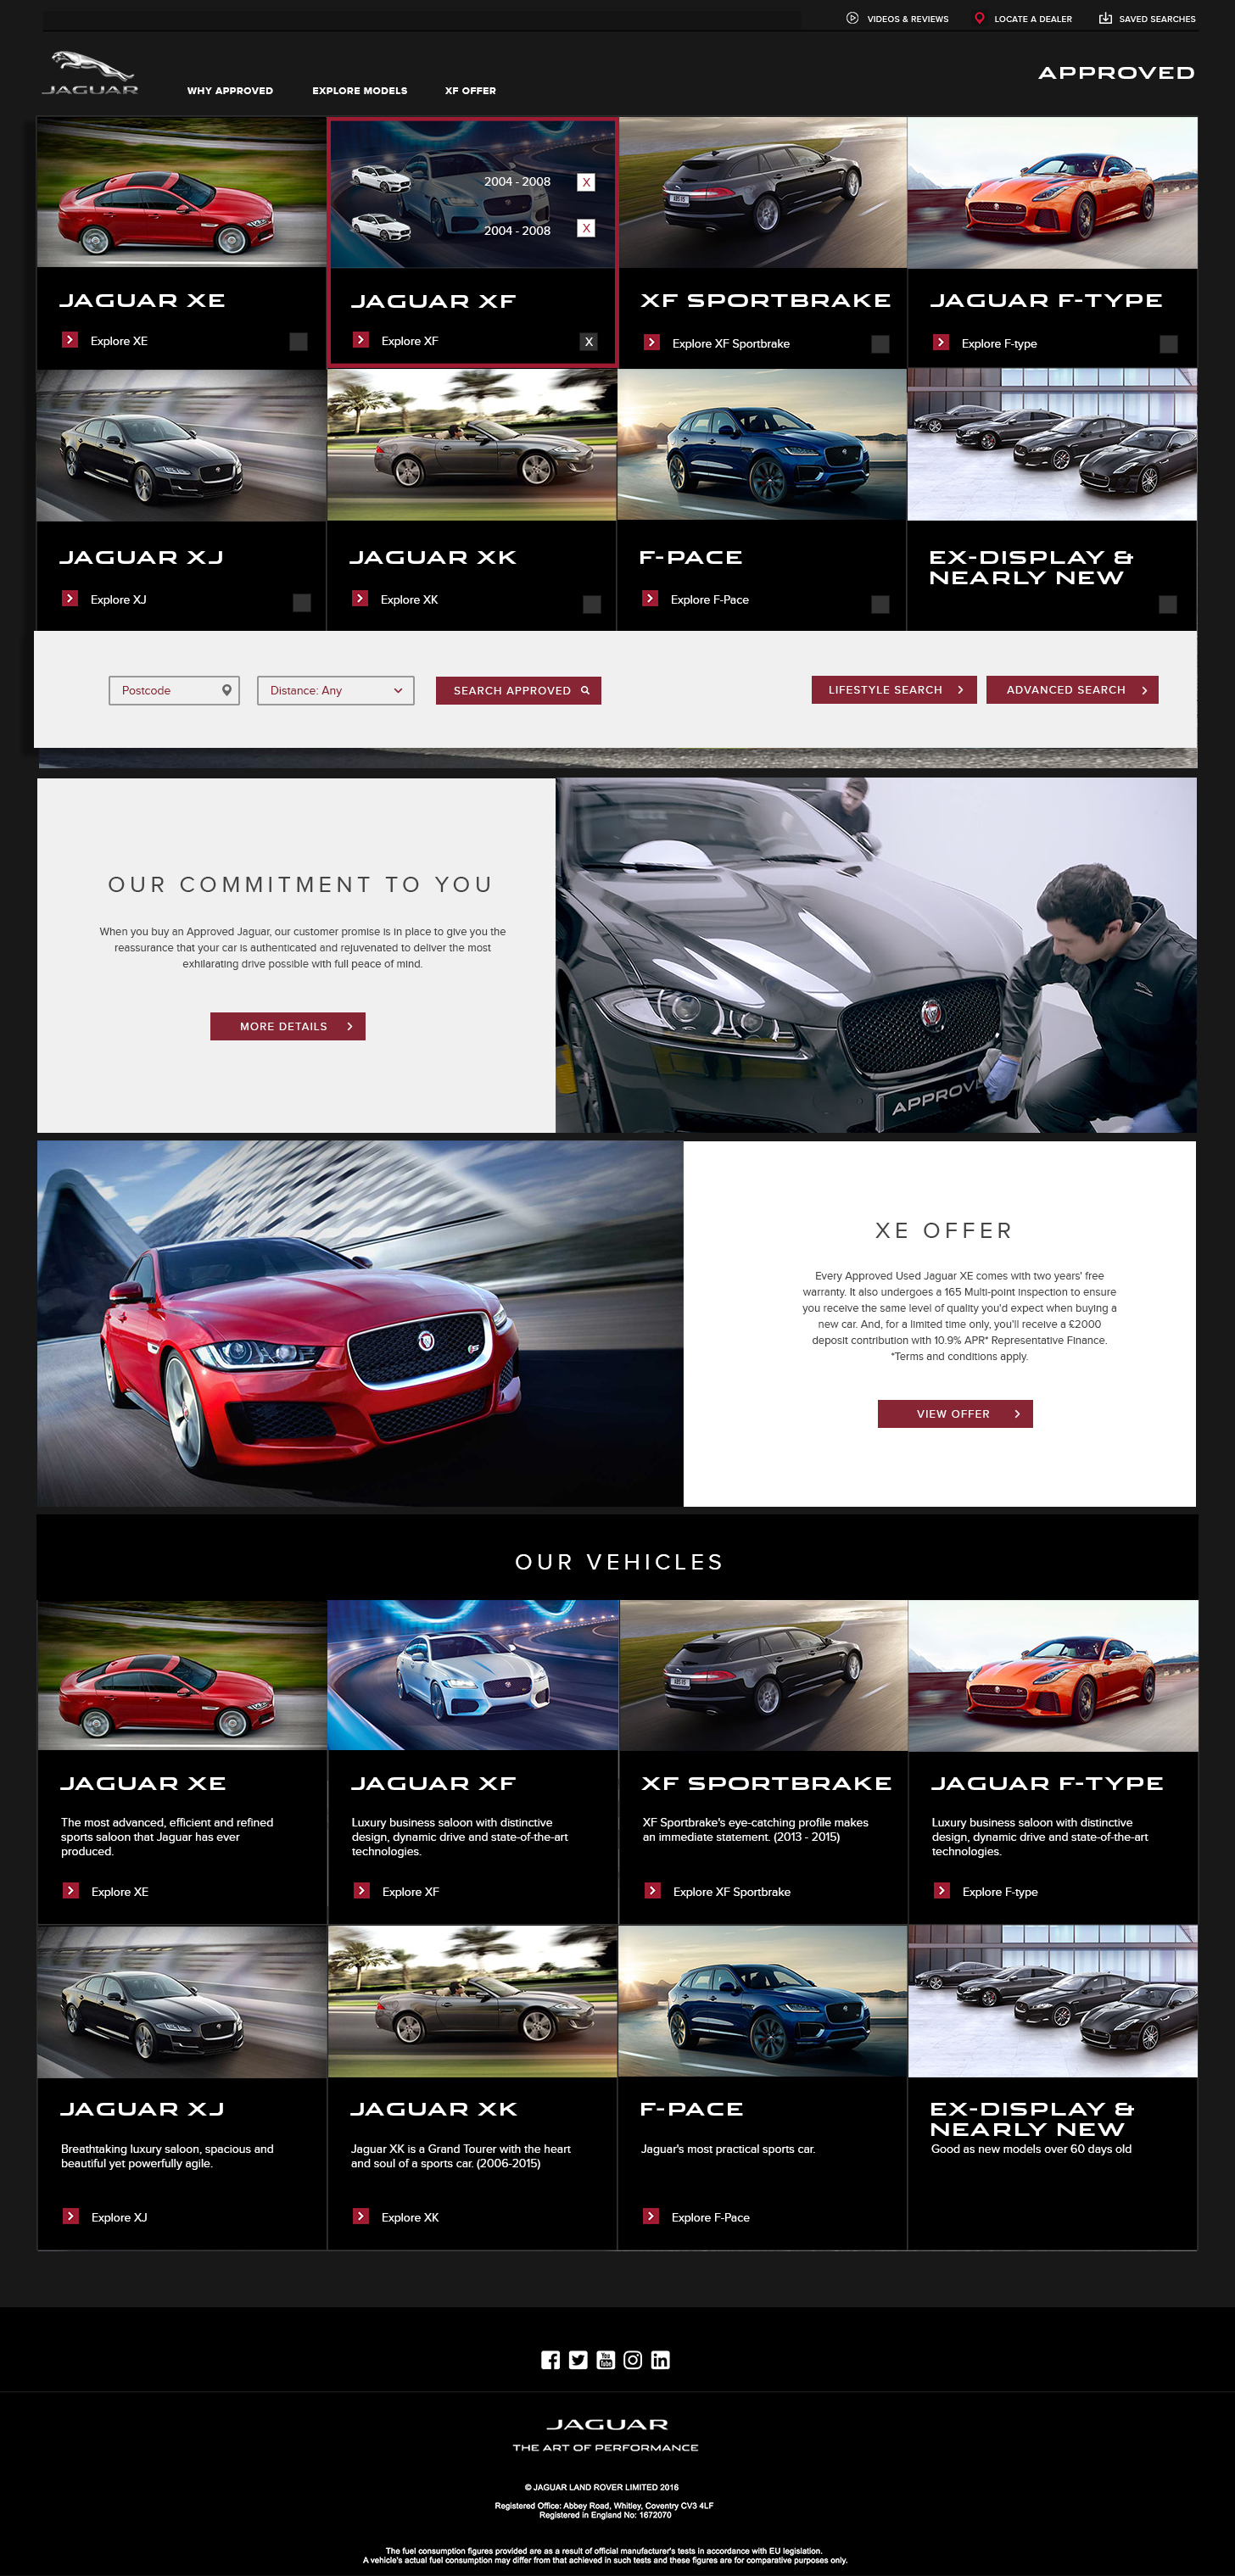 VIDEOS & REVIEWS
LOCATE A DEALER
SAVED SEARCHES
JAGUAR
WHY APPROVED
EXPLORE MODELS
XF OFFER
APPROVED
2004 - 2008
X
2004 - 2008
X
JAGUAR XE
Explore XE
JAGUAR XF
Explore XF
X
XF SPORTBRAKE
Explore XF Sportbrake
JAGUAR F-TYPE
Explore F-type
JAGUAR XJ
Explore XJ
JAGUAR XK
Explore XK
F-PACE
Explore F-Pace
EX-DISPLAY &
NEARLY NEW
Postcode
Distance: Any
SEARCH APPROVED
LIFESTYLE SEARCH
ADVANCED SEARCH
OUR COMMITMENT TO YOU
When you buy an Approved Jaguar, our customer promise is in place to give you the
reassurance that your car is authenticated and rejuvenated to deliver the most
exhilarating drive possible with full peace of mind.
MORE DETAILS
APPROVE
XE OFFER
Every Approved Used Jaguar XE comes with two years' free
warranty. It also undergoes a 165 Multi-point inspection to ensure
you receive the same level of quality you'd expect when buying a
new car. And, for a limited time only, you'll receive a £2000
deposit contribution with 10.9% APR* Representative Finance.
*Terms and conditions apply.
VIEW OFFER
OUR VEHICLES
JAGUAR XE
The most advanced, efficient and refined
sports saloon that Jaguar has ever
produced.
Explore XE
JAGUAR XF
Luxury business saloon with distinctive
design, dynamic drive and state-of-the-art
technologies.
Explore XF
XF SPORTBRAKE
XF Sportbrake's eye-catching profile makes
an immediate statement. (2013 - 2015)
Explore XF Sportbrake
JAGUAR F-TYPE
Luxury business saloon with distinctive
design, dynamic drive and state-of-the-art
technologies.
Explore F-type
JAGUAR XJ
Breathtaking luxury saloon, spacious and
beautiful yet powerfully agile.
Explore XJ
JAGUAR XK
Jaguar XK is a Grand Tourer with the heart
and soul of a sports car. (2006-2015)
Explore XK
F-PACE
Jaguar's most practical sports car.
Explore F-Pace
EX-DISPLAY &
NEARLY NEW
Good as new models over 60 days old
You
Tube
JAGUAR
THE ART OF PERFORMANCE
© JAGUAR LAND ROVER LIMITED 2016
Registered Office: Abbey Road, Whitley, Coventry CV3 4LF
Registered in England No: 1672070
The fuel consumption figures provided are as a result of official manufacturer's tests in accordance with EU legislation.
A vehicle's actual fuel consumption may differ from that achieved in such tests and these figures are for comparative purposes only.